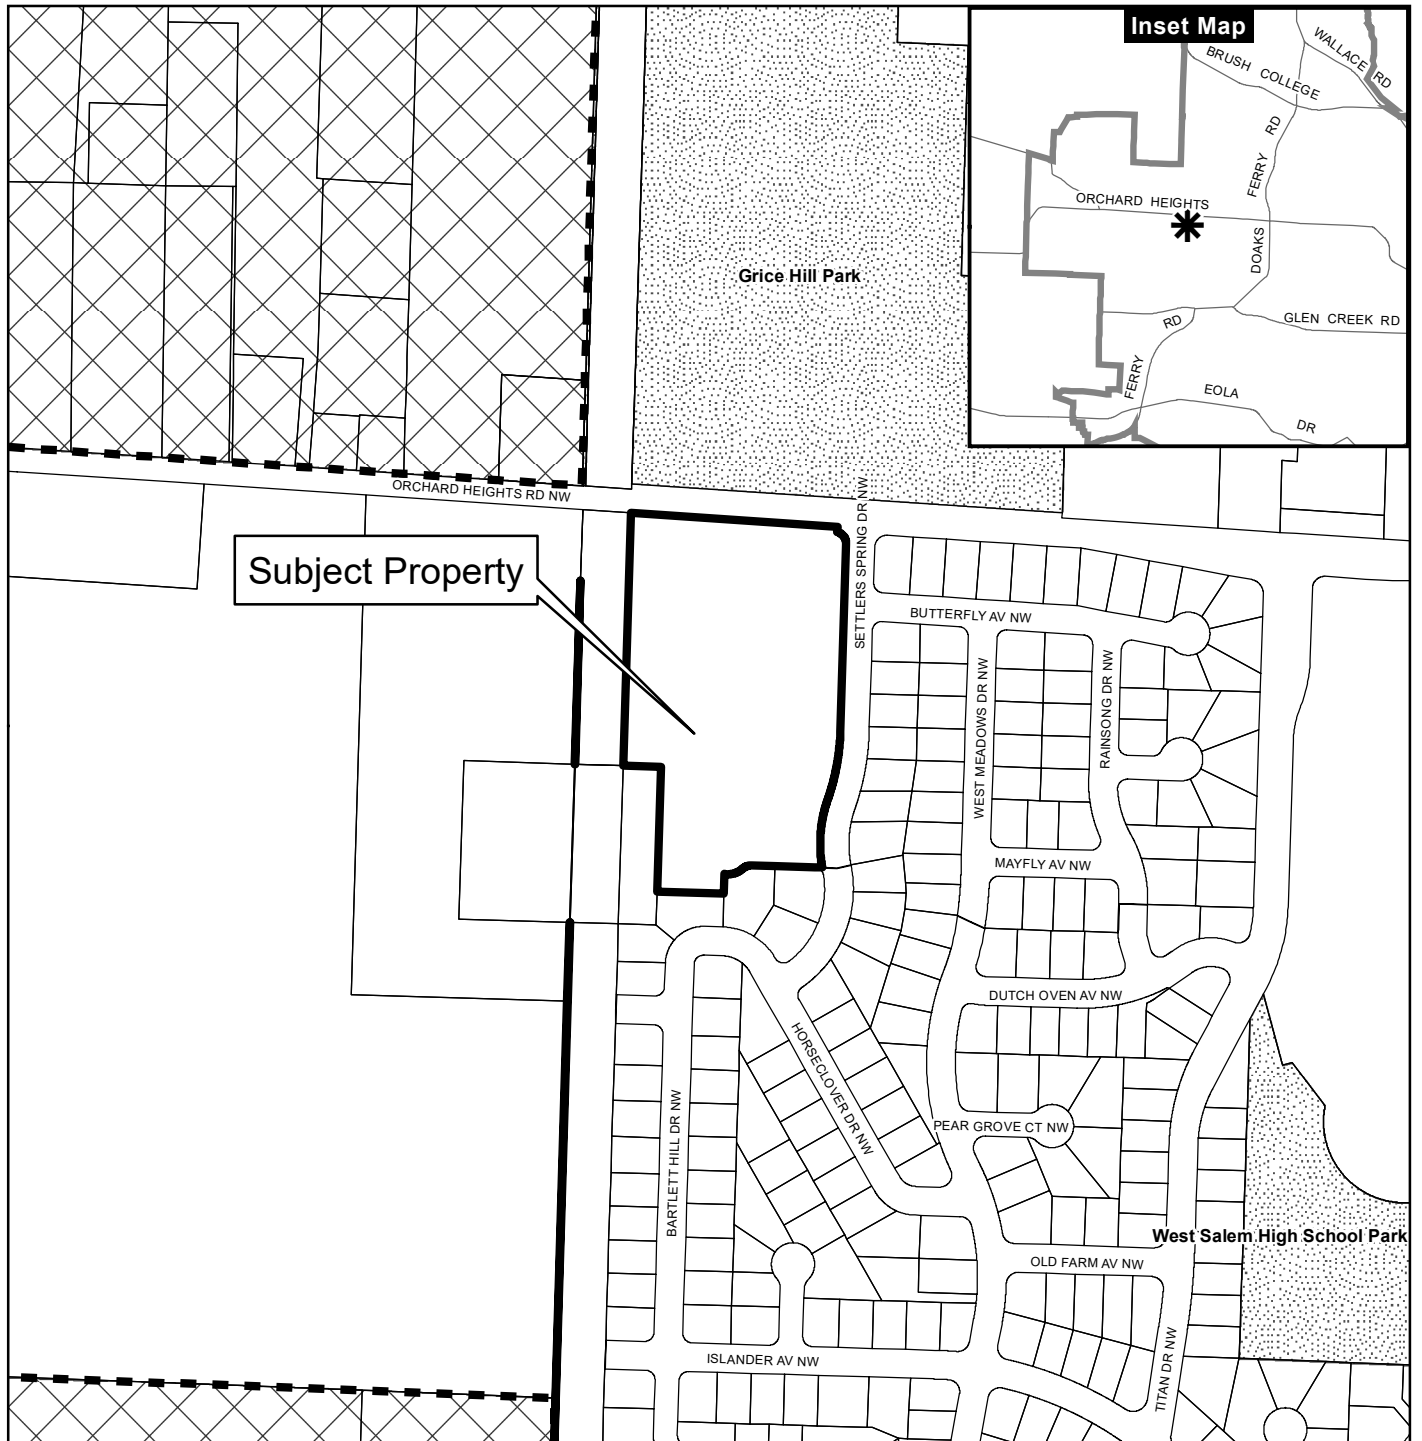 Inset Map
WALLACE RD
BRUSH COLLEGE
FERRY RD
ORCHARD HEIGHTS
DOAKS
GLEN CREEK RD
RD
FERRY
EOLA
DR
Grice Hill Park
ORCHARD HEIGHTS RD NW
SETTLERS SPRING DR NW
Subject Property
BUTTERFLY AV NW
WEST MEADOWS DR NW
RAINSONG DR NW
MAYFLY AV NW
DUTCH OVEN AV NW
HORSECLOVER DR NW
BARTLETT HILL DR NW
PEAR GROVE CT NW
West Salem High School Park
OLD FARM AV NW
ISLANDER AV NW
TITAN DR NW